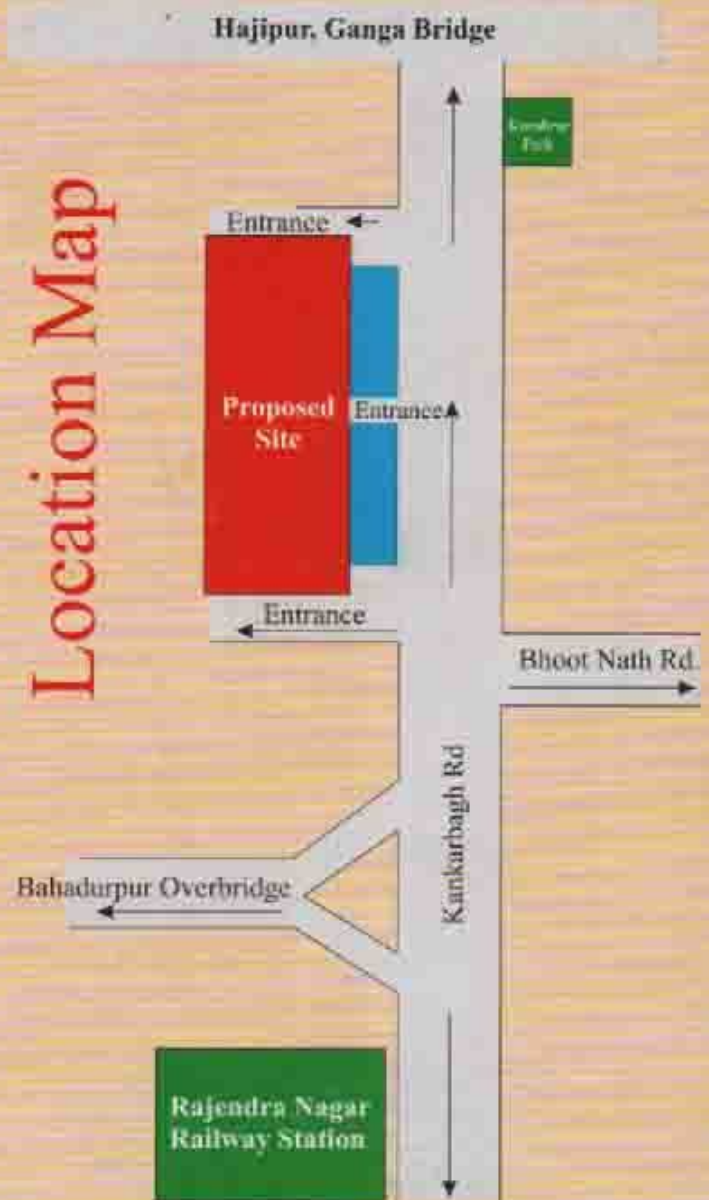 Hajipur, Ganga Bridge
Park
Entrance
Location Map
Proposed
Site
Entrance
Entrance
Bhoot Nath Rd.
Kankarbagh Rd
Bahadurpur Overbridge
Rajendra Nagar
Railway Station